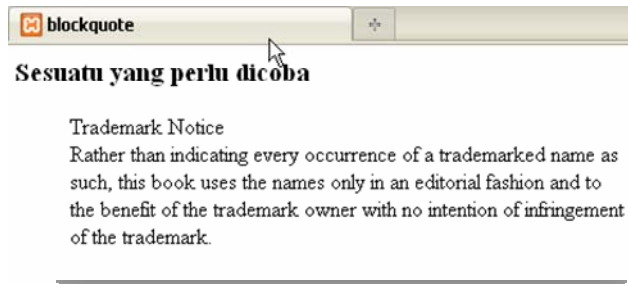 blockquote
Sesuatu yang perlu dicoba
Trademark Notice
Rather than indicating every occurrence of a trademarked name as
such, this book uses the names only in an editorial fashion and to
the benefit of the trademark owner with no intention of infringement
of the trademark.